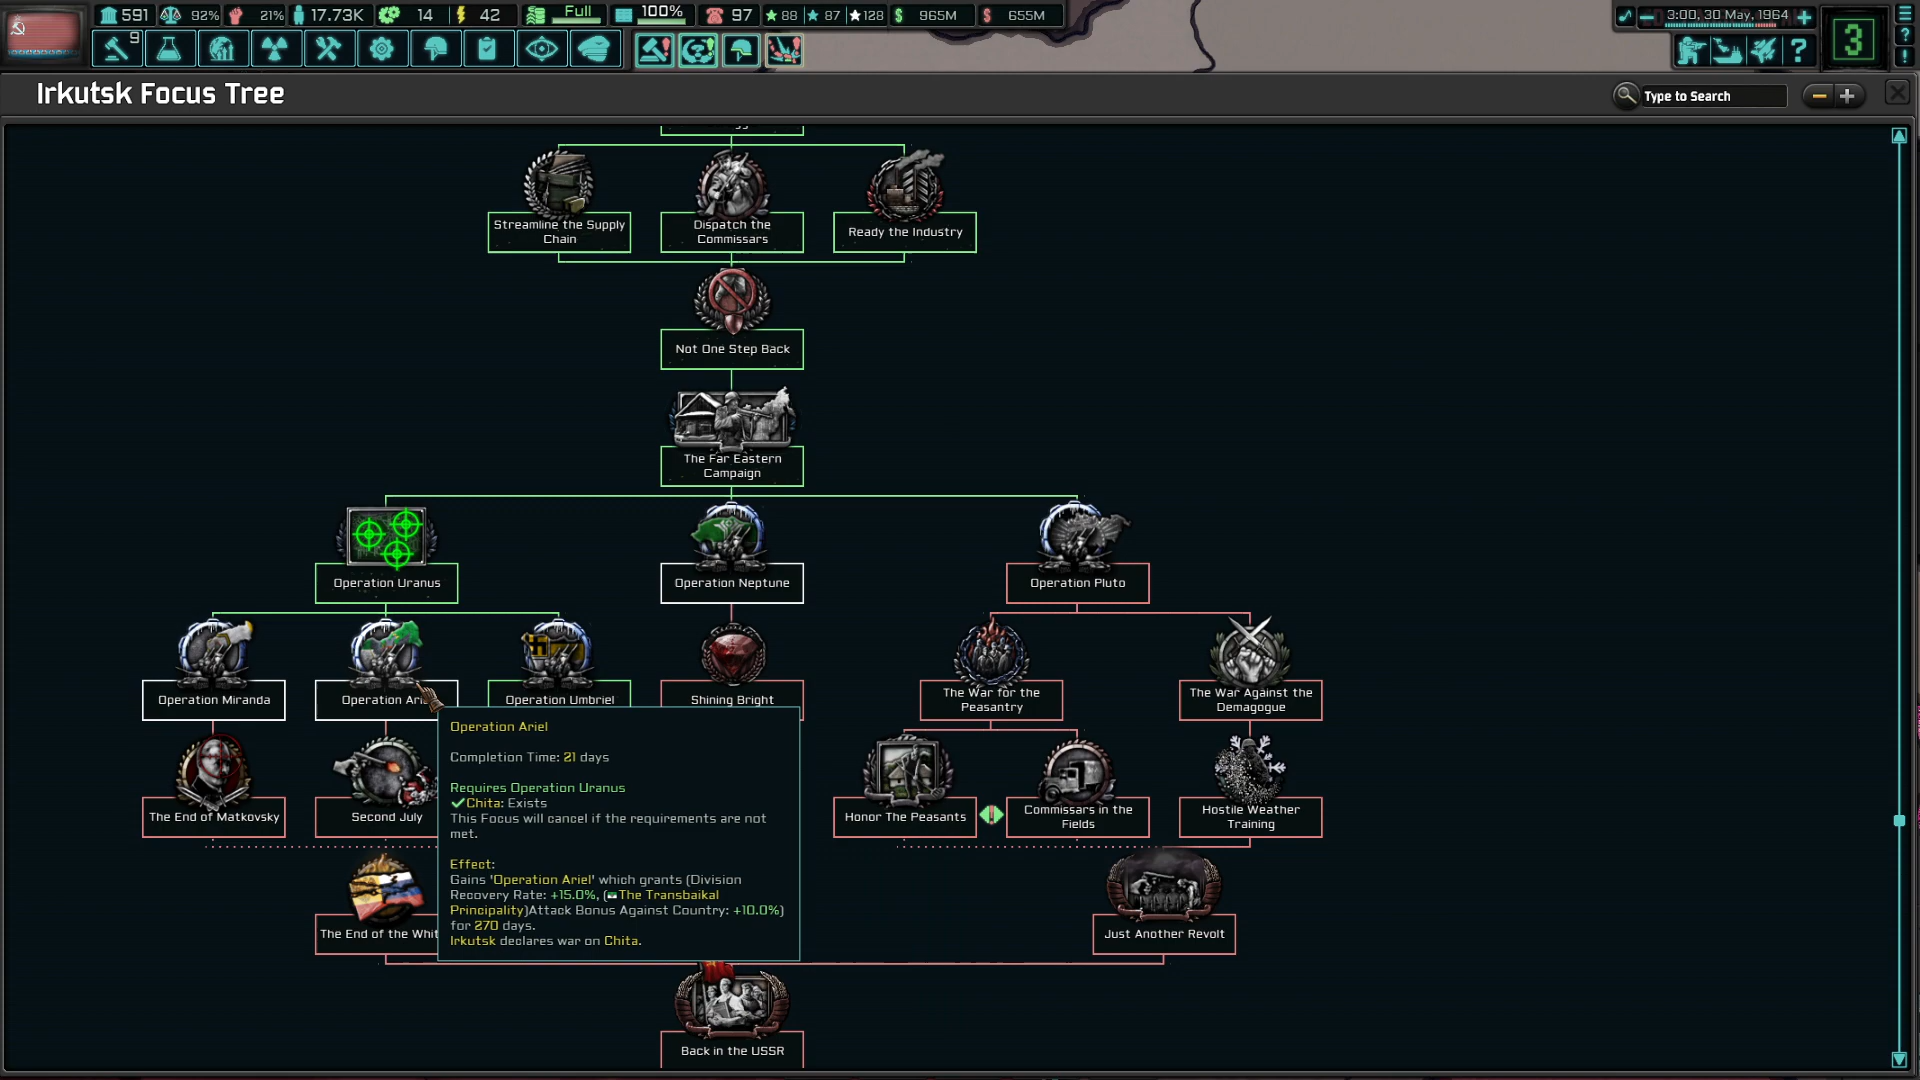 591 92% 21% 17.73K 14 42 Full 100% 97 88 87 128 $ 965M $ 655M 3:00, 30 May, 1964
9
3
Irkutsk Focus Tree
Type to Search
Streamline the Supply
Chain
Dispatch the
Commissars
Ready the Industry
Not One Step Back
The Far Eastern
Campaign
Operation Uranus
Operation Neptune
Operation Pluto
Operation Miranda
Operation Umbriel
Shining Bright
The War for the
Peasantry
The War Against the
Demagogue
Operation Ariel
Completion Time: 21 days
Requires Operation Uranus
Chita: Exists
This Focus will cancel if the requirements are not
met.
Effect:
Gains 'Operation Ariel' which grants (Division
Recovery Rate: +15.0%, (The Transbaikal
Principality)Attack Bonus Against Country: +10.0%)
for 270 days.
Irkutsk declares war on Chita.
The End of Matkovsky
Second July
Honor The Peasants
Commissars in the
Fields
Hostile Weather
Training
The End of the Whit
Just Another Revolt
Back in the USSR